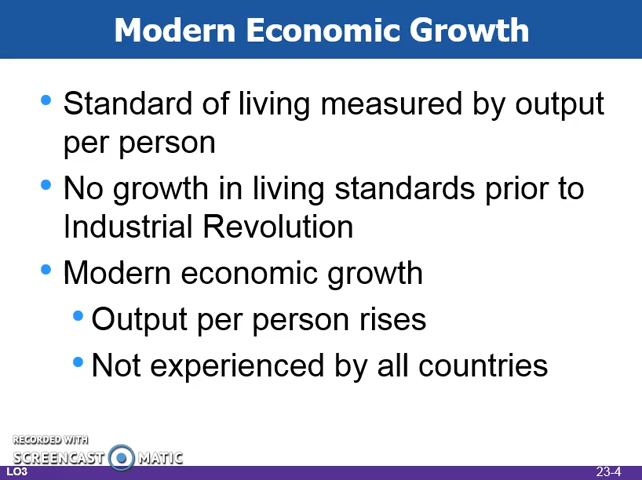 Modern Economic Growth
• Standard of living measured by output
per person
• No growth in living standards prior to
Industrial Revolution
• Modern economic growth
• Output per person rises
• Not experienced by all countries
RECORDED WITH
SCREENCAST MATIC
LO3
23-4